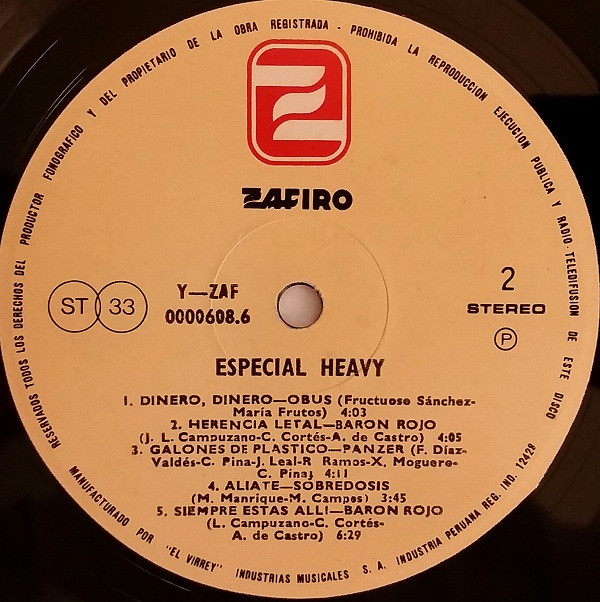 RESERVADOS TODOS LOS DERECHOS DEL PRODUCTOR FONOGRAFICO Y DEL PROPIETARIO DE LA OBRA REGISTRADA - PROHIBIDA LA REPRODUCCION EJECUCION PUBLICA Y RADIO-TELEDIFUSION DE ESTE DISCO
ZAFIRO
ST 33
Y—ZAF
0000608.6
2
STEREO
P
ESPECIAL HEAVY
1. DINERO, DINERO—OBUS (Fructuoso Sánchez-
María Frutos) 4:03
2. HERENCIA LETAL—BARON ROJO
(J. L. Campuzano-C. Cortés-A. de Castro) 4:05
3. GALONES DE PLASTICO—PANZER (F. Díaz-
Valdés-C. Pina-J. Leal-R Ramos-X. Moguere-
C. Pina) 4:11
4. ALIATE—SOBREDOSIS
(M. Manrique-M. Campos) 3:45
5. SIEMPRE ESTAS ALLI—BARON ROJO
(L. Campuzano-C. Cortés-
A. de Castro) 6:29
MANUFACTURADO POR "EL VIRREY" INDUSTRIAS MUSICALES S. A. INDUSTRIA PERUANA REG. IND. 12428